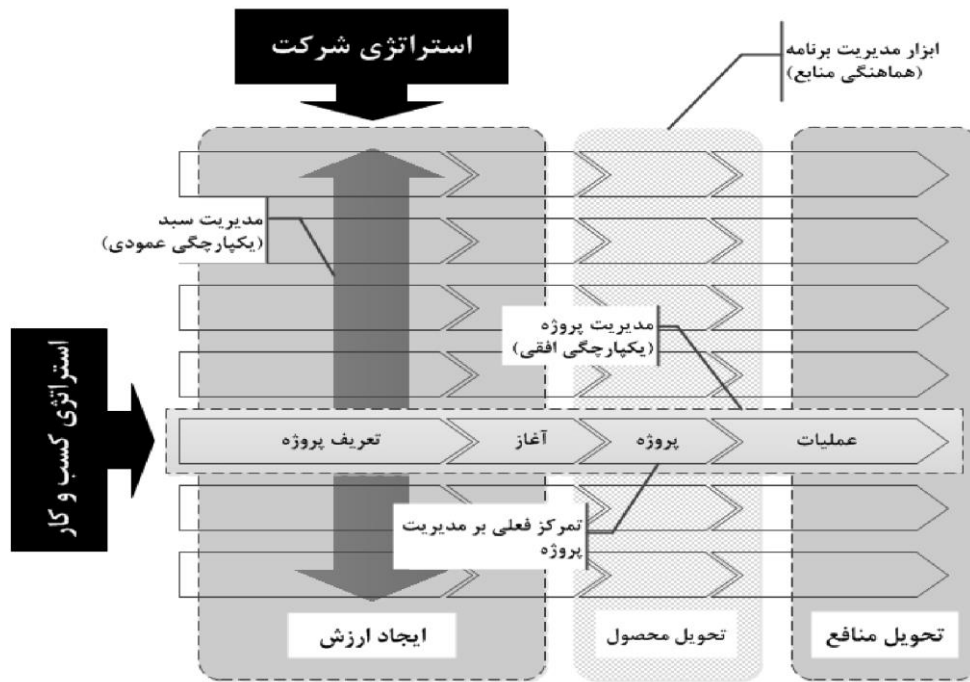 استراتژی شرکت
ابزار مدیریت برنامه
(هماهنگی منابع)
مدیریت سبد
(یکپارچگی عمودی)
مدیریت پروژه
(یکپارچگی افقی)
استراتژی کسب و کار
تعریف پروژه
آغاز
پروژه
عملیات
تمرکز فعلی بر مدیریت
پروژه
ایجاد ارزش
تحویل محصول
تحویل منافع